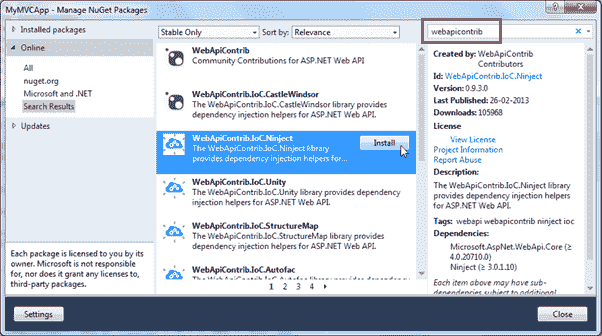 MyMVCApp - Manage NuGet Packages
Installed packages
Online
All
nuget.org
Microsoft and .NET
Search Results
Updates
Each package is licensed to you by its
owner. Microsoft is not responsible
for, nor does it grant any licenses to,
third-party packages.
Stable Only
Sort by: Relevance
WebApiContrib
Community Contributions for ASP.NET Web API
WebApiContrib.IoC.CastleWindsor
The WebApiContrib.IoC.CastleWindsor library provides
dependency injection helpers for ASP.NET Web API.
WebApiContrib.IoC.Ninject
The WebApiContrib.IoC.Ninject library
provides dependency injection helpers for...
Install
WebApiContrib.IoC.Unity
The WebApiContrib.IoC.Unity library provides dependency
injection helpers for ASP.NET Web API.
WebApiContrib.IoC.StructureMap
The WebApiContrib.IoC.StructureMap library provides
dependency injection helpers for ASP.NET Web API.
WebApiContrib.IoC.Autofac
The WebApiContrib.IoC.Autofac library provides dependency
1 2 3 4
webapicontrib
Created by: WebApiContrib
Contributors
Id: WebApiContrib.IoC.Ninject
Version: 0.9.3.0
Last Published: 26-02-2013
Downloads: 105968
License
View License
Project Information
Report Abuse
Description:
The WebApiContrib.IoC.Ninject library
provides dependency injection helpers
for ASP.NET Web API.
Tags: webapi webapicontrib ninject ioc
Dependencies:
Microsoft.AspNet.WebApi.Core (≥
4.0.20710.0)
Ninject (≥ 3.0.1.10)
Each item above may have sub-
dependencies subject to additional
Settings
Close